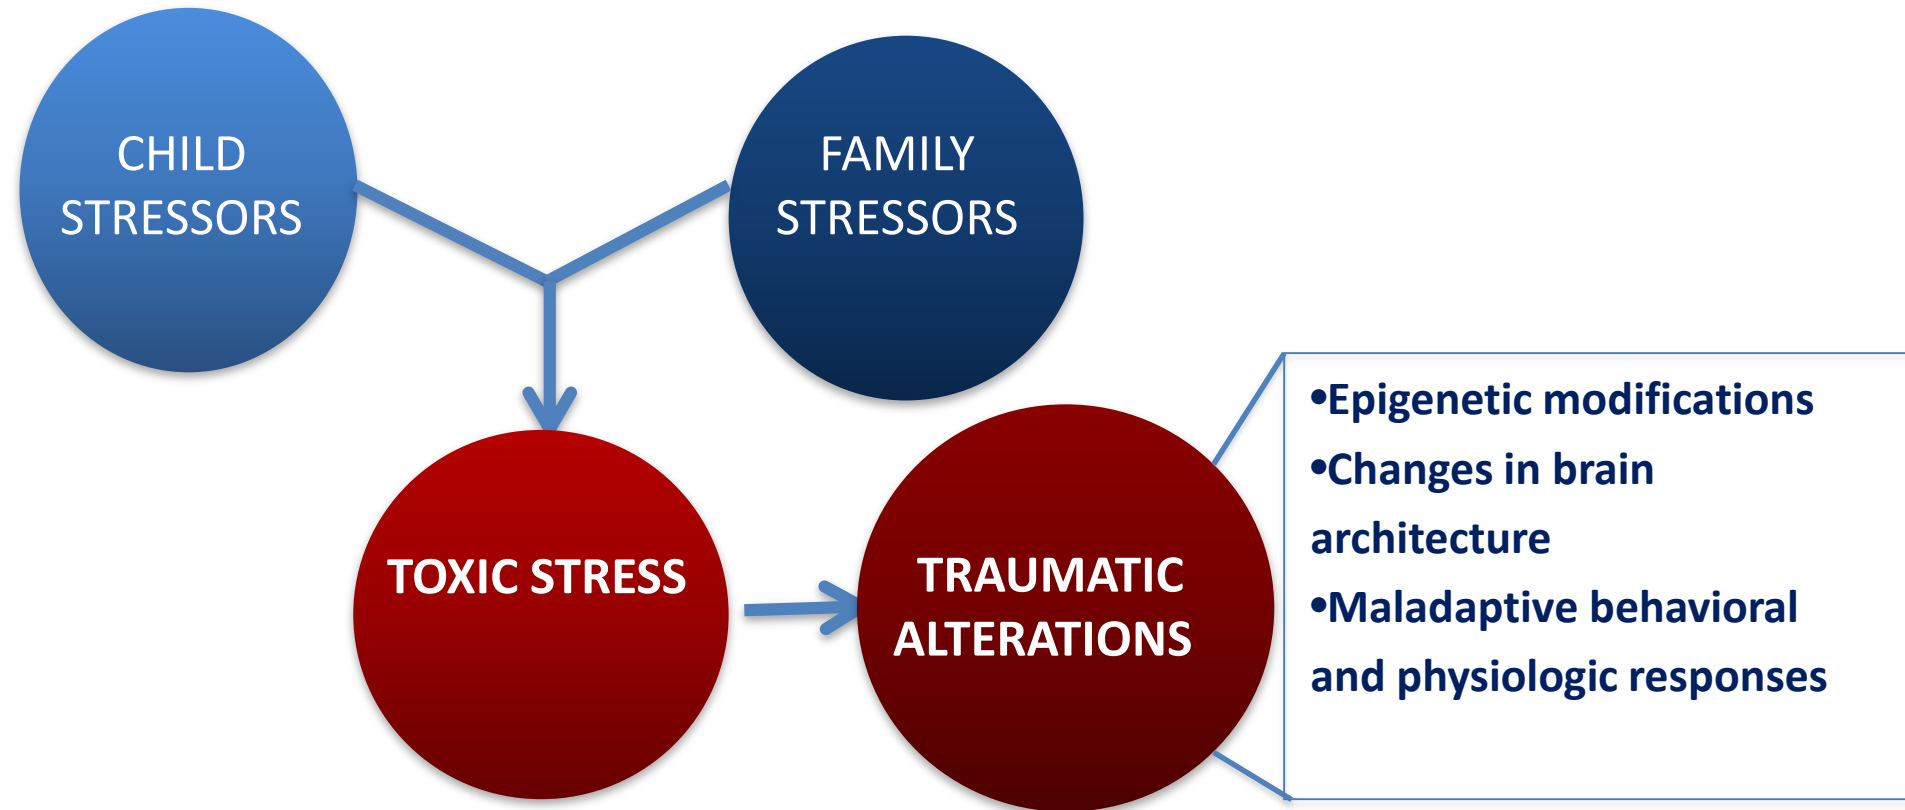 CHILD
STRESSORS
FAMILY
STRESSORS
TOXIC STRESS
TRAUMATIC
ALTERATIONS
•Epigenetic modifications
•Changes in brain
architecture
•Maladaptive behavioral
and physiologic responses